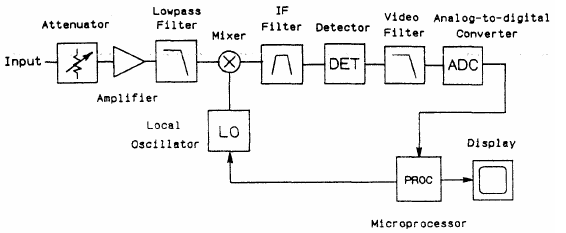 Attenuator
Lowpass
Filter
Mixer
IF
Filter
Detector
Video
Filter
Analog-to-digital
Converter
Input
DET
ADC
Amplifier
Local
Oscillator
LO
Display
PROC
Microprocessor